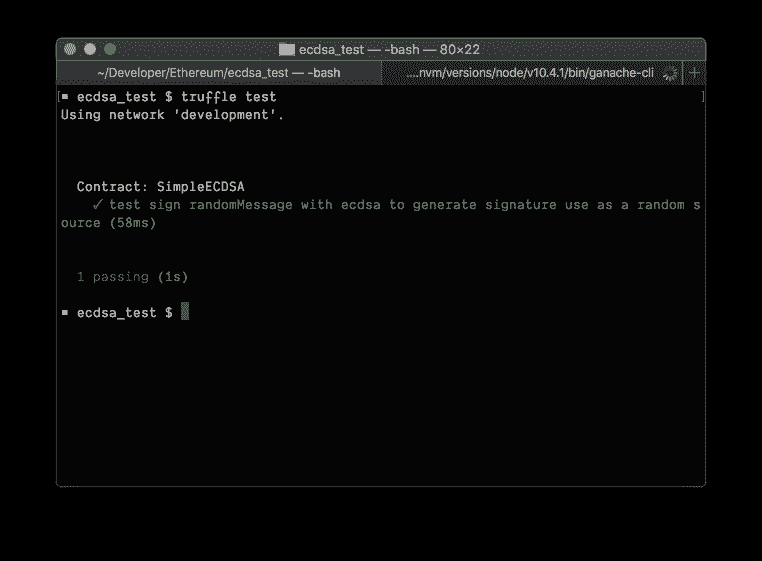 ecdsa_test — -bash — 80×22
~/Developer/Ethereum/ecdsa_test — -bash ....nvm/versions/node/v10.4.1/bin/ganache-cli +
[▪ ecdsa_test $ truffle test ]
Using network 'development'.
Contract: SimpleECDSA
✓ test sign randomMessage with ecdsa to generate signature use as a random s
ource (58ms)
1 passing (1s)
▪ ecdsa_test $